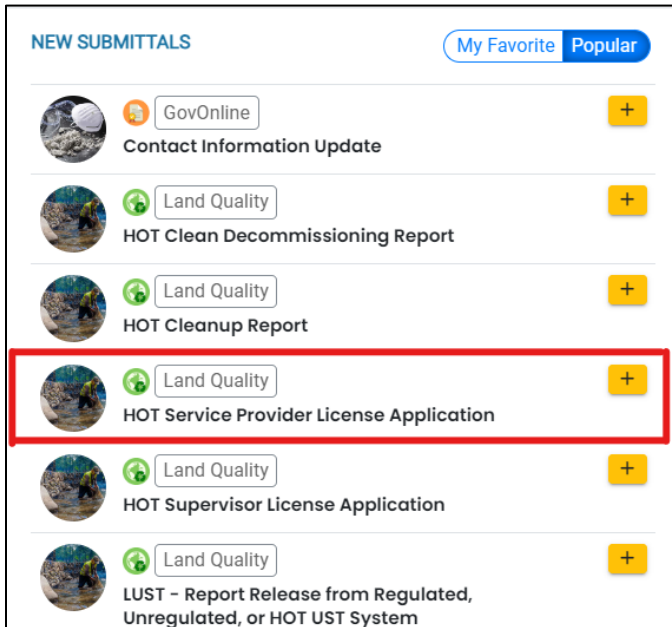 NEW SUBMITTALS
My Favorite Popular
GovOnline
+
Contact Information Update
Land Quality
+
HOT Clean Decommissioning Report
Land Quality
+
HOT Cleanup Report
Land Quality
+
HOT Service Provider License Application
Land Quality
+
HOT Supervisor License Application
Land Quality
+
LUST - Report Release from Regulated,
Unregulated, or HOT UST System